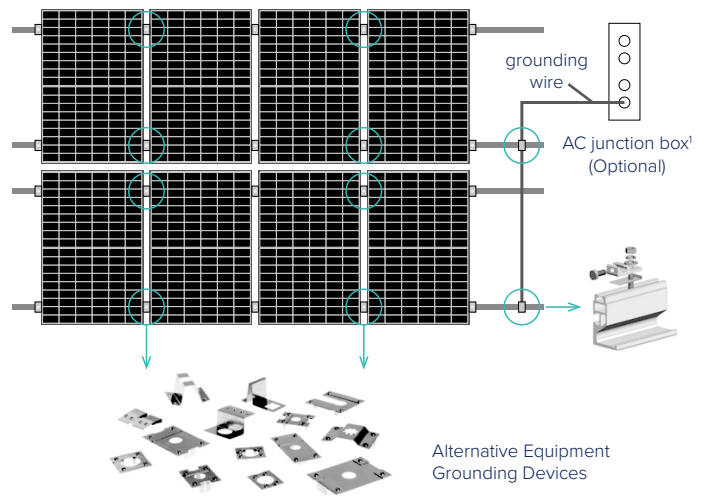 grounding
wire
AC junction box¹
(Optional)
Alternative Equipment
Grounding Devices